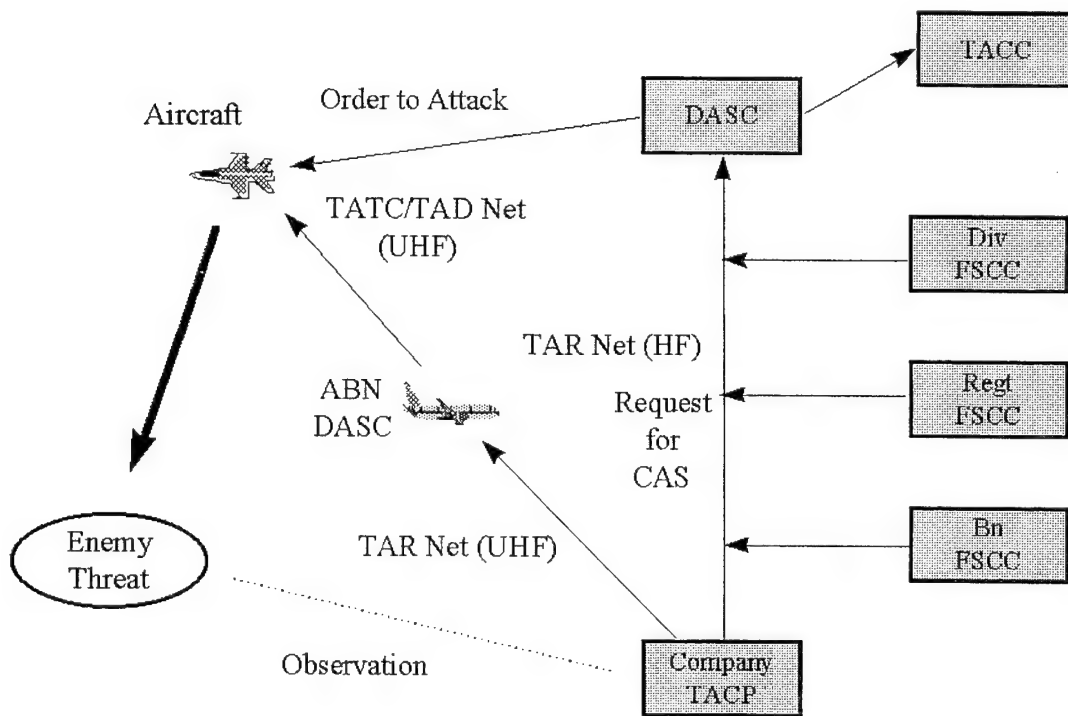 TACC
Order to Attack
DASC
Aircraft
TATC/TAD Net
(UHF)
Div
FSCC
TAR Net (HF)
ABN
DASC
Request
for
CAS
Regt
FSCC
Enemy
Threat
TAR Net (UHF)
Bn
FSCC
Observation
Company
TACP